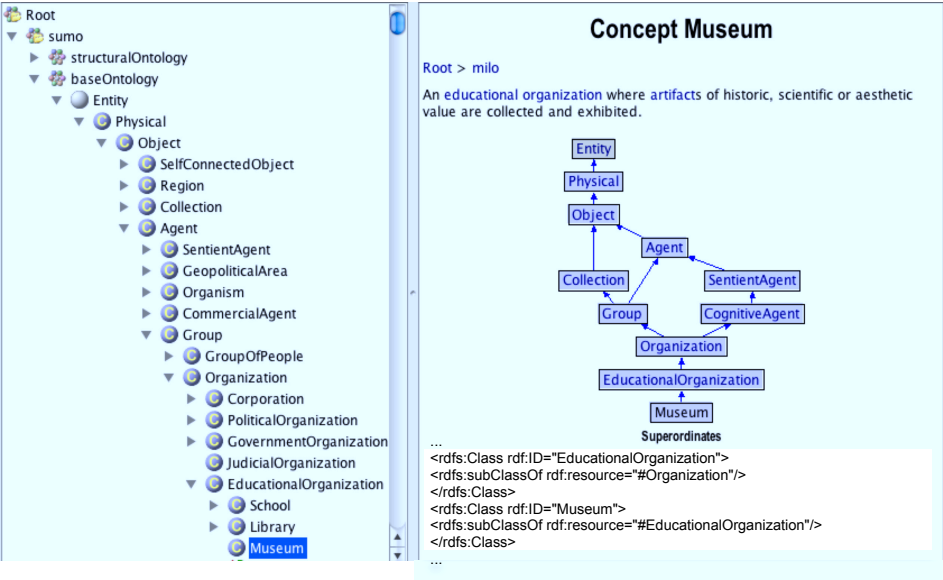 Root
sumo
structuralOntology
baseOntology
Entity
Physical
Object
SelfConnectedObject
Region
Collection
Agent
SentientAgent
GeopoliticalArea
Organism
CommercialAgent
Group
GroupOfPeople
Organization
Corporation
PoliticalOrganization
GovernmentOrganization
JudicialOrganization
EducationalOrganization
School
Library
Museum
Concept Museum
Root > milo
An educational organization where artifacts of historic, scientific or aesthetic
value are collected and exhibited.
Entity
Physical
Object
Agent
Collection SentientAgent
Group CognitiveAgent
Organization
EducationalOrganization
Museum
Superordinates
...
<rdfs:Class rdf:ID="EducationalOrganization">
<rdfs:subClassOf rdf:resource="#Organization"/>
</rdfs:Class>
<rdfs:Class rdf:ID="Museum">
<rdfs:subClassOf rdf:resource="#EducationalOrganization"/>
</rdfs:Class>
...